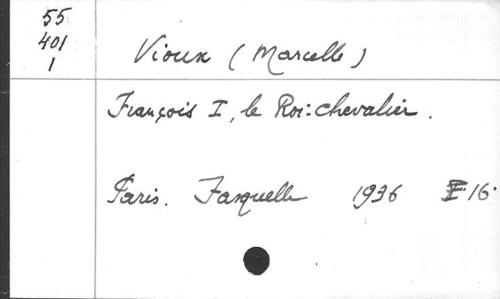 55
401
1
Vioux (Marcelle)
François I, le Roi-chevalier.
Paris. Fasquelle 1936 16°